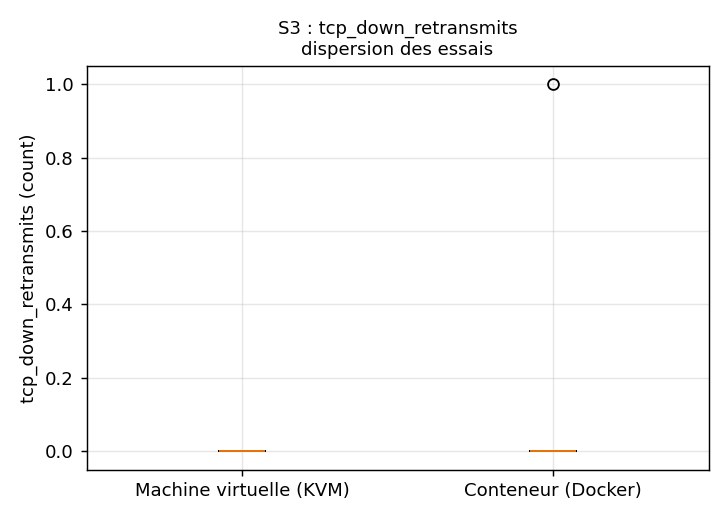 S3 : tcp_down_retransmits
dispersion des essais
tcp_down_retransmits (count)
1.0
0.8
0.6
0.4
0.2
0.0
Machine virtuelle (KVM)
Conteneur (Docker)